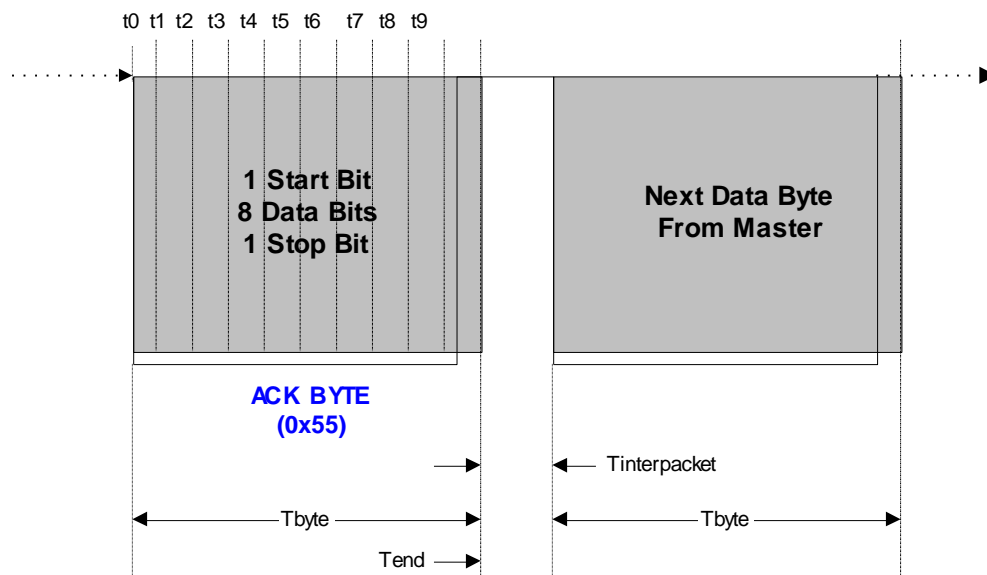 t0 t1 t2 t3 t4 t5 t6 t7 t8 t9
1 Start Bit
8 Data Bits
1 Stop Bit
Next Data Byte
From Master
ACK BYTE
(0x55)
Tinterpacket
Tbyte
Tbyte
Tend